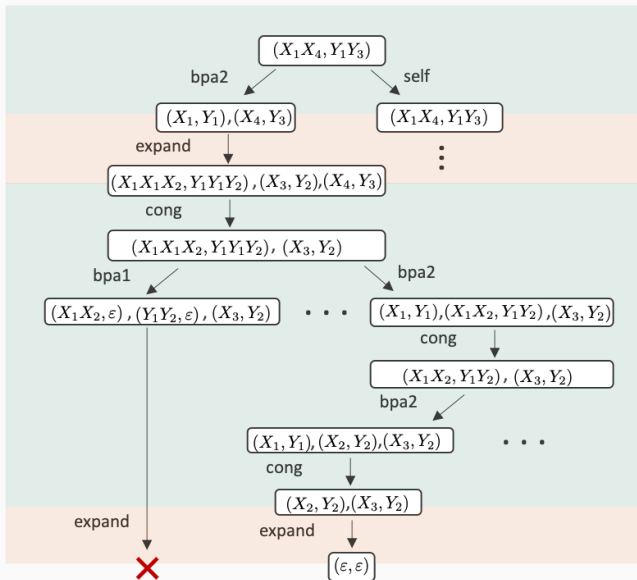 (X₁X₄, Y₁Y₃)
bpa2 self
(X₁, Y₁),(X₄, Y₃) (X₁X₄, Y₁Y₃)
expand
(X₁X₁X₂, Y₁Y₁Y₂) ,(X₃, Y₂),(X₄, Y₃)
cong
(X₁X₁X₂, Y₁Y₁Y₂), (X₃, Y₂)
bpa1 bpa2
(X₁X₂, ε) ,(Y₁Y₂, ε) , (X₃, Y₂) . . . (X₁, Y₁),(X₁X₂, Y₁Y₂) ,(X₃, Y₂)
cong
(X₁X₂, Y₁Y₂) , (X₃, Y₂)
bpa2
(X₁, Y₁),(X₂, Y₂),(X₃, Y₂) . . .
cong
(X₂, Y₂),(X₃, Y₂)
expand expand
(ε, ε)